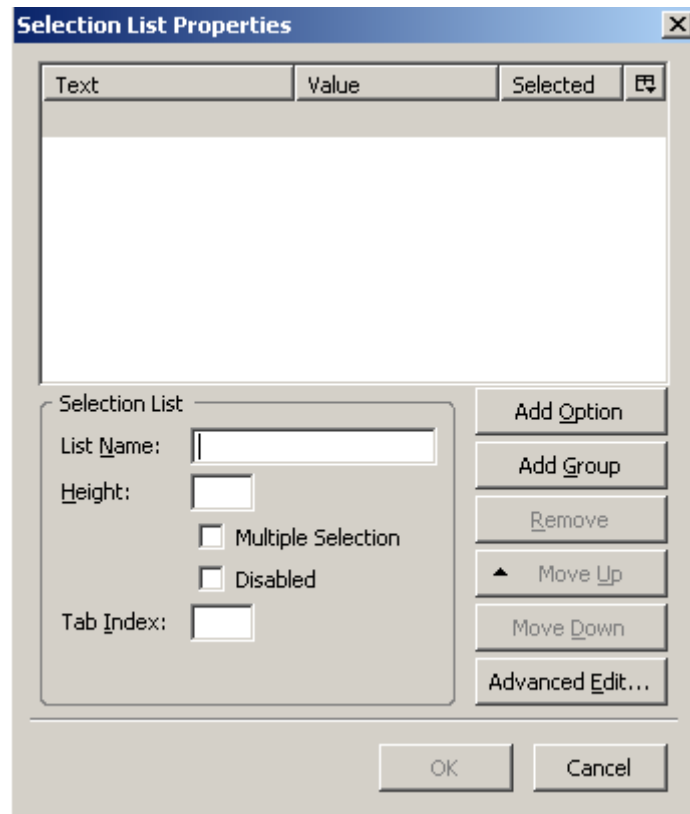 Selection List Properties
Text Value Selected
Selection List
List Name:
Height:
Multiple Selection
Disabled
Tab Index:
Add Option
Add Group
Remove
Move Up
Move Down
Advanced Edit...
OK Cancel